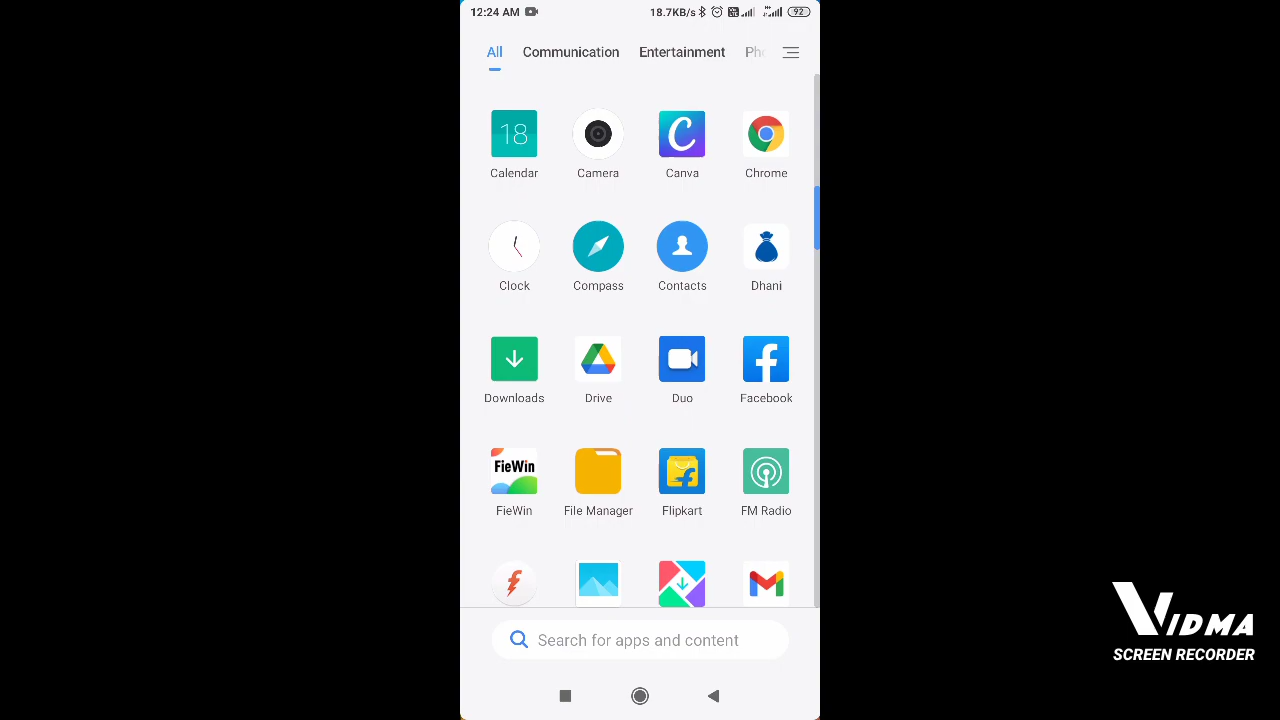 12:24 AM 18.7KB/s 92
All Communication Entertainment Ph
18
Calendar Camera Canva Chrome
Clock Compass Contacts Dhani
Downloads Drive Duo Facebook
FieWin
FieWin File Manager Flipkart FM Radio
Search for apps and content
VIDMA
SCREEN RECORDER